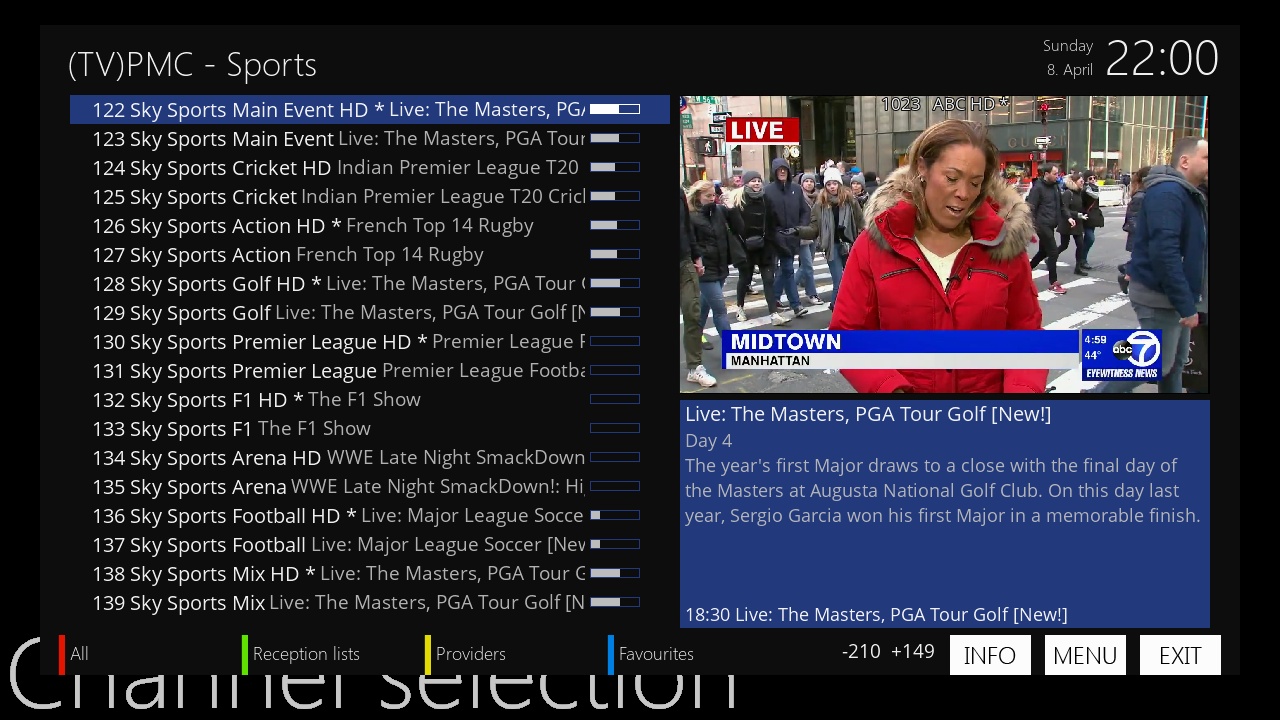 (TV)PMC - Sports
Sunday
8. April
22:00
122 Sky Sports Main Event HD * Live: The Masters, PGA
123 Sky Sports Main Event Live: The Masters, PGA Tour
124 Sky Sports Cricket HD Indian Premier League T20
125 Sky Sports Cricket Indian Premier League T20 Cric
126 Sky Sports Action HD * French Top 14 Rugby
127 Sky Sports Action French Top 14 Rugby
128 Sky Sports Golf HD * Live: The Masters, PGA Tour
129 Sky Sports Golf Live: The Masters, PGA Tour Golf [N
130 Sky Sports Premier League HD * Premier League F
131 Sky Sports Premier League Premier League Footba
132 Sky Sports F1 HD * The F1 Show
133 Sky Sports F1 The F1 Show
134 Sky Sports Arena HD WWE Late Night SmackDown
135 Sky Sports Arena WWE Late Night SmackDown!: Hi
136 Sky Sports Football HD * Live: Major League Socce
137 Sky Sports Football Live: Major League Soccer [New
138 Sky Sports Mix HD * Live: The Masters, PGA Tour G
139 Sky Sports Mix Live: The Masters, PGA Tour Golf [N
1023 ABC HD *
LIVE
GUCCI
MIDTOWN
MANHATTAN
4:59
44°
abc 7
EYEWITNESS NEWS
Live: The Masters, PGA Tour Golf [New!]
Day 4
The year's first Major draws to a close with the final day of
the Masters at Augusta National Golf Club. On this day last
year, Sergio Garcia won his first Major in a memorable finish.
18:30 Live: The Masters, PGA Tour Golf [New!]
All
Reception lists
Providers
Favourites
-210 +149
INFO
MENU
EXIT
Channel selection